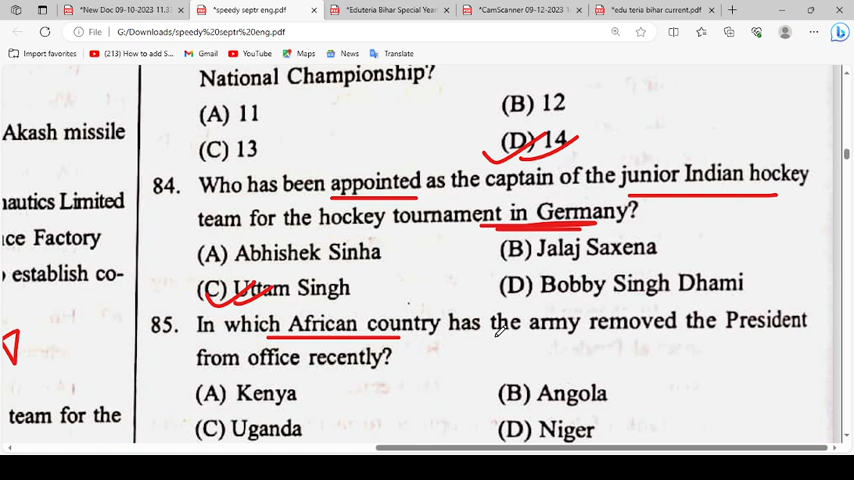 *New Doc 09-10-2023 11.3
*speedy septr eng.pdf
*Eduteria Bihar Special Year
*CamScanner 09-12-2023 1
*edu teria bihar current.pdf
File | G:/Downloads/speedy%20septr%20eng.pdf
Import favorites
(213) How to add S...
Gmail
YouTube
Maps
News
Translate
National Championship?
(A) 11
(B) 12
(C) 13
(D) 14
84. Who has been appointed as the captain of the junior Indian hockey
team for the hockey tournament in Germany?
(A) Abhishek Sinha
(B) Jalaj Saxena
(C) Uttam Singh
(D) Bobby Singh Dhami
85. In which African country has the army removed the President
from office recently?
(A) Kenya
(B) Angola
(C) Uganda
(D) Niger
Akash missile
nautics Limited
ce Factory
establish co-
team for the